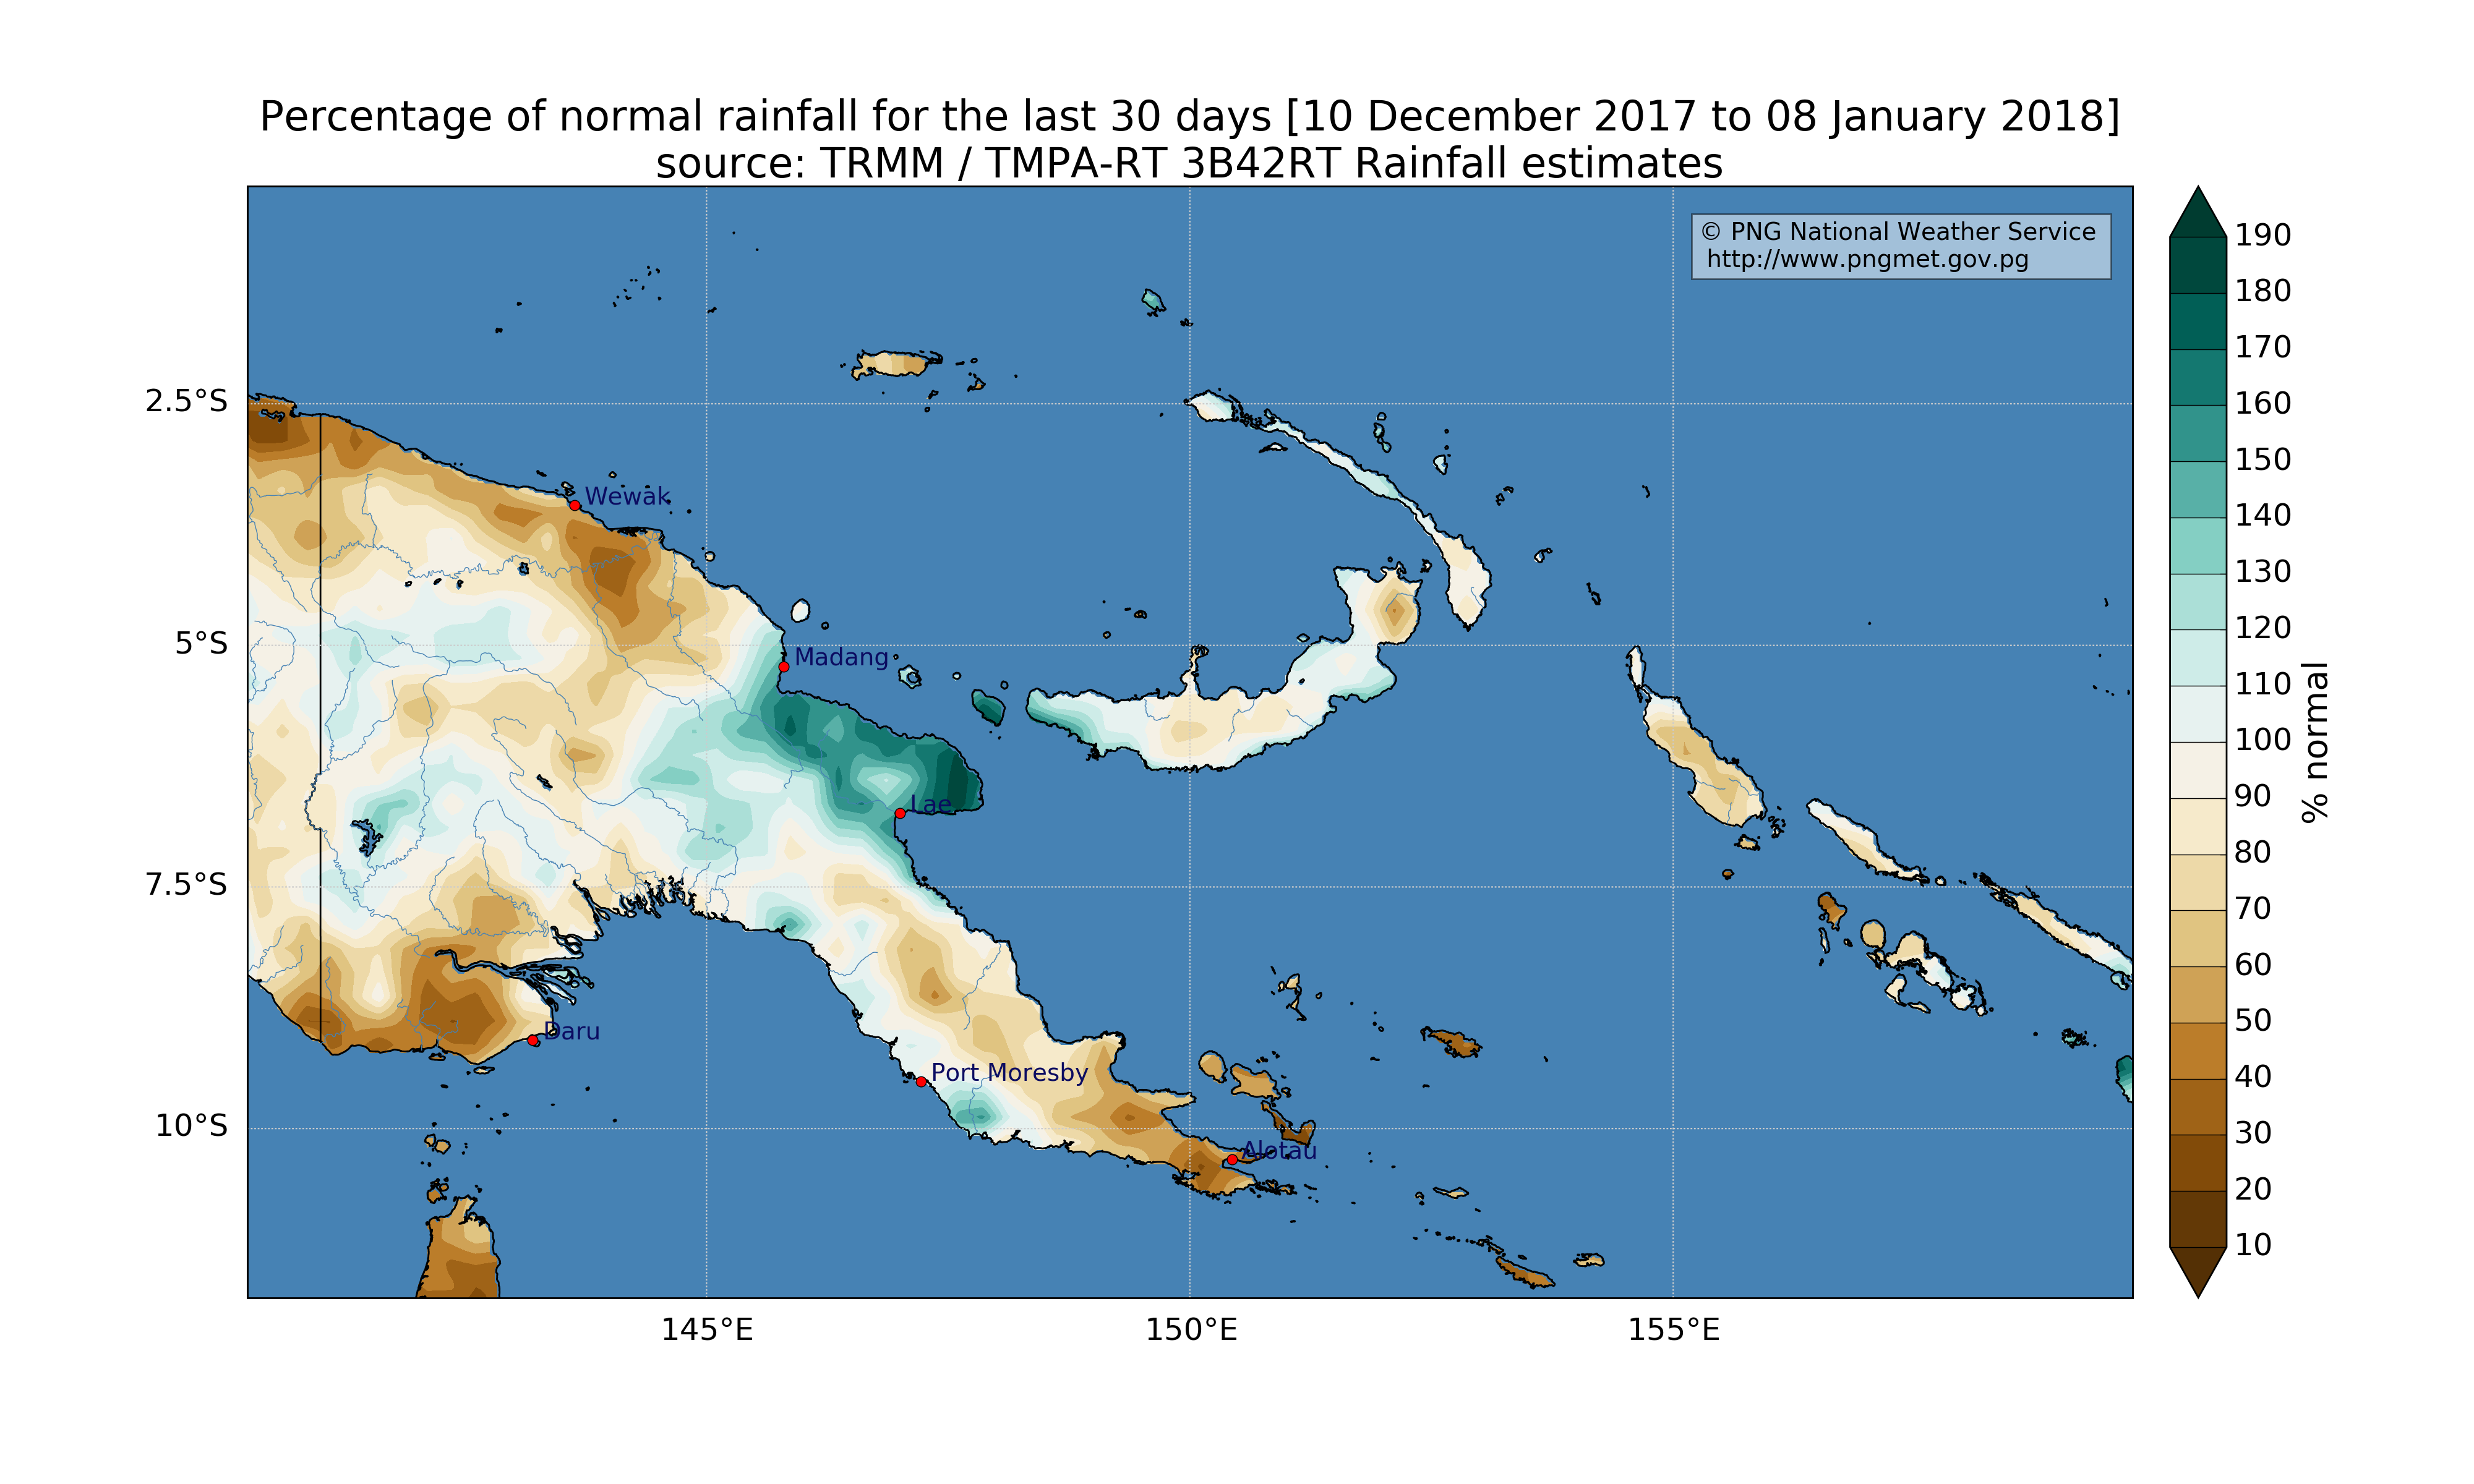 Percentage of normal rainfall for the last 30 days [10 December 2017 to 08 January 2018]
source: TRMM / TMPA-RT 3B42RT Rainfall estimates
© PNG National Weather Service
http://www.pngmet.gov.pg
190
180
170
160
150
140
130
120
110
100
90
80
70
60
50
40
30
20
10
% normal
2.5°S
5°S
7.5°S
10°S
Wewak
Madang
Lae
Daru
Port Moresby
Alotau
145°E
150°E
155°E